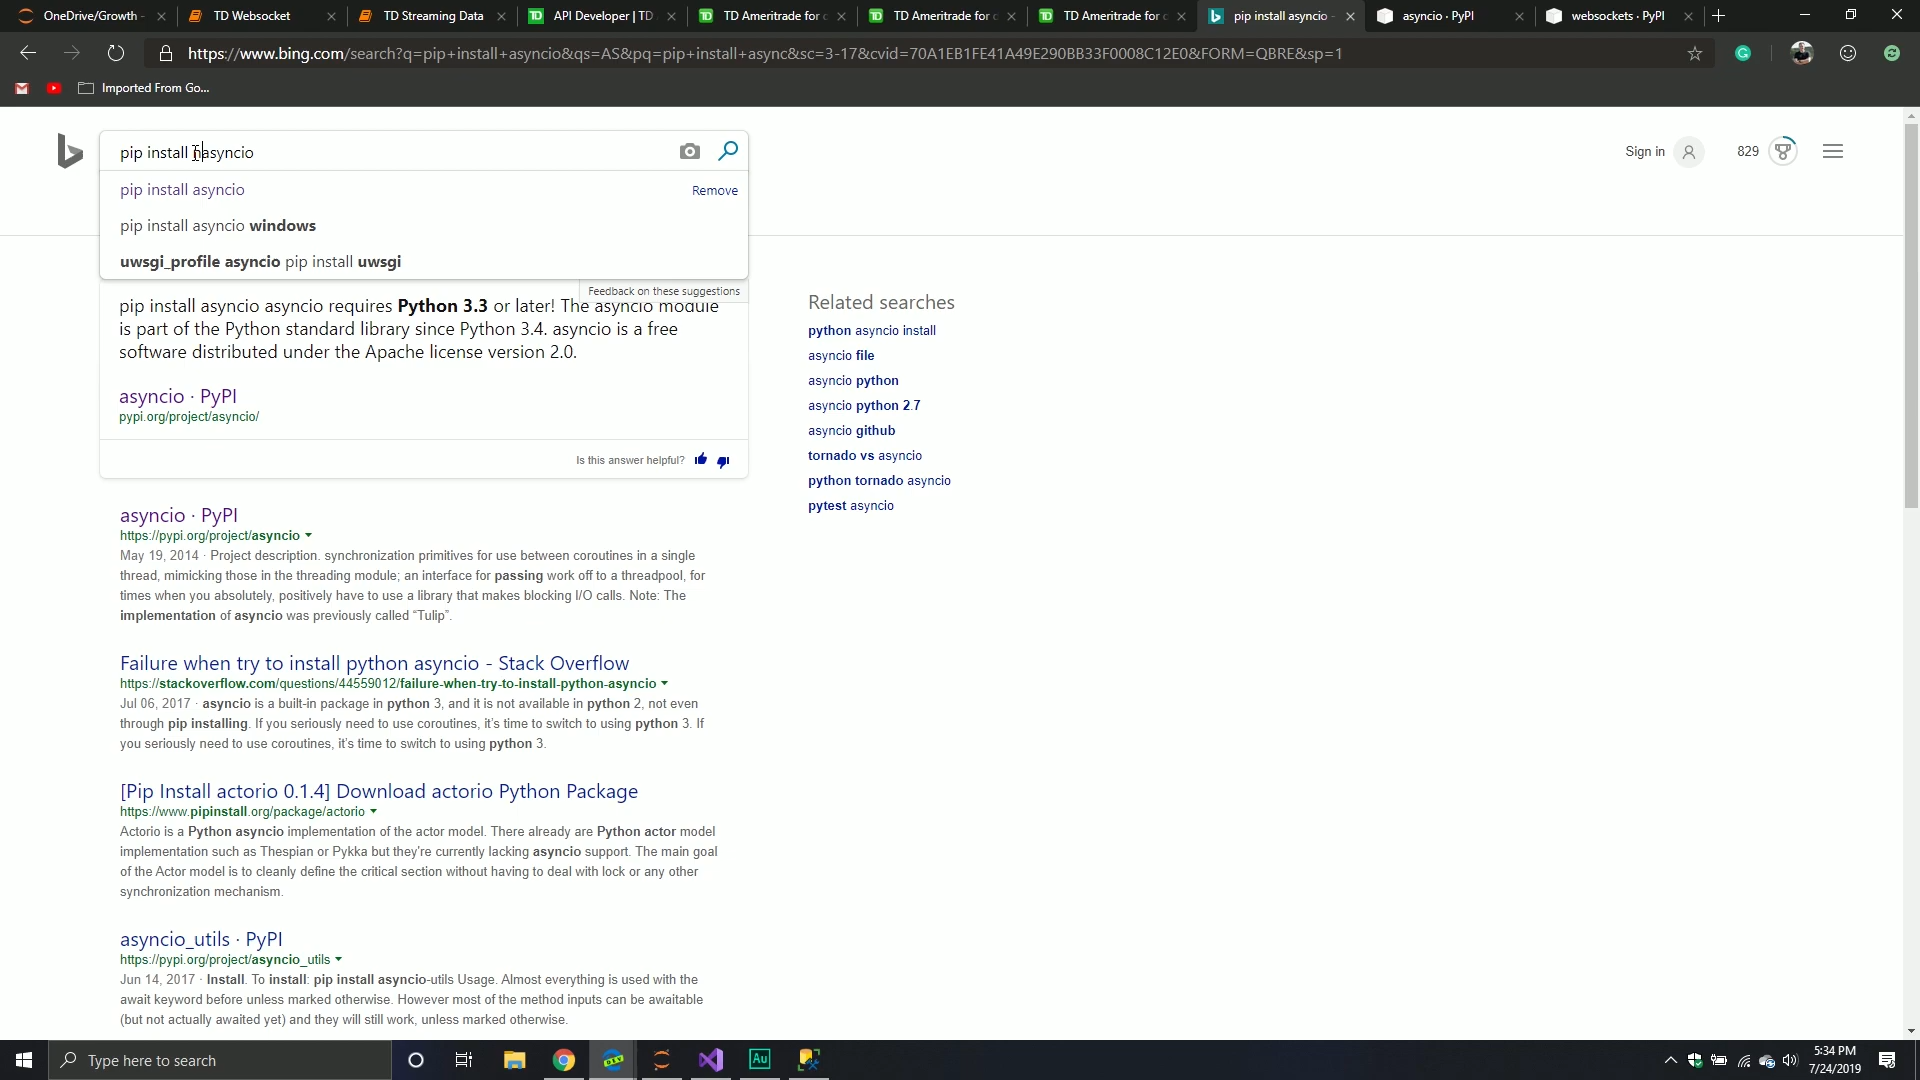 OneDrive/Growth -
TD Websocket
TD Streaming Data
API Developer | TD
TD Ameritrade for
TD Ameritrade for
TD Ameritrade for
pip install asyncio -
asyncio · PyPI
websockets · PyPI
https://www.bing.com/search?q=pip+install+asyncio&qs=AS&pq=pip+install+async&sc=3-17&cvid=70A1EB1FE41A49E290BB33F0008C12E0&FORM=QBRE&sp=1
Imported From Go...
pip install nasyncio
Sign in
829
pip install asyncio
Remove
pip install asyncio windows
uwsgi_profile asyncio pip install uwsgi
Feedback on these suggestions
pip install asyncio asyncio requires Python 3.3 or later! The asyncio module
is part of the Python standard library since Python 3.4. asyncio is a free
software distributed under the Apache license version 2.0.
asyncio · PyPI
pypi.org/project/asyncio/
Is this answer helpful?
Related searches
python asyncio install
asyncio file
asyncio python
asyncio python 2.7
asyncio github
tornado vs asyncio
python tornado asyncio
pytest asyncio
asyncio · PyPI
https://pypi.org/project/asyncio
May 19, 2014 · Project description. synchronization primitives for use between coroutines in a single
thread, mimicking those in the threading module; an interface for passing work off to a threadpool, for
times when you absolutely, positively have to use a library that makes blocking I/O calls. Note: The
implementation of asyncio was previously called “Tulip”.
Failure when try to install python asyncio - Stack Overflow
https://stackoverflow.com/questions/44559012/failure-when-try-to-install-python-asyncio
Jul 06, 2017 · asyncio is a built-in package in python 3, and it is not available in python 2, not even
through pip installing. If you seriously need to use coroutines, it’s time to switch to using python 3. If
you seriously need to use coroutines, it’s time to switch to using python 3.
[Pip Install actorio 0.1.4] Download actorio Python Package
https://www.pipinstall.org/package/actorio
Actorio is a Python asyncio implementation of the actor model. There already are Python actor model
implementation such as Thespian or Pykka but they're currently lacking asyncio support. The main goal
of the Actor model is to cleanly define the critical section without having to deal with lock or any other
synchronization mechanism.
asyncio_utils · PyPI
https://pypi.org/project/asyncio_utils
Jun 14, 2017 · Install. To install: pip install asyncio-utils Usage. Almost everything is used with the
await keyword before unless marked otherwise. However most of the method inputs can be awaitable
(but not actually awaited yet) and they will still work, unless marked otherwise.
Type here to search
DEV
Au
5:34 PM
7/24/2019